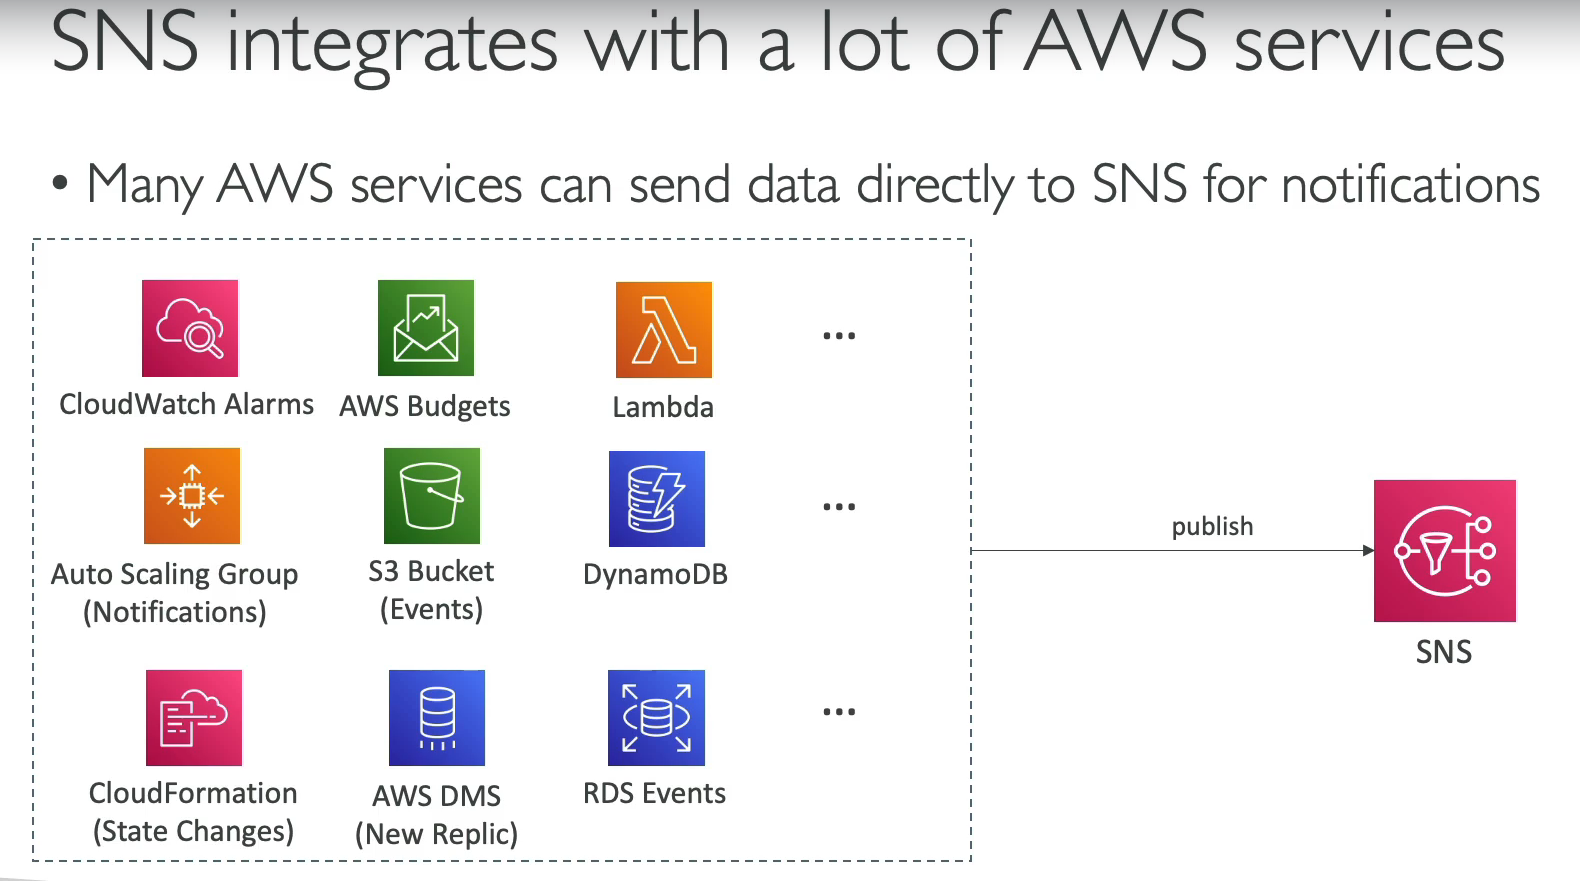 SNS integrates with a lot of AWS services
• Many AWS services can send data directly to SNS for notifications
CloudWatch Alarms
AWS Budgets
Lambda
...
Auto Scaling Group
(Notifications)
S3 Bucket
(Events)
DynamoDB
...
CloudFormation
(State Changes)
AWS DMS
(New Replic)
RDS Events
...
publish
SNS